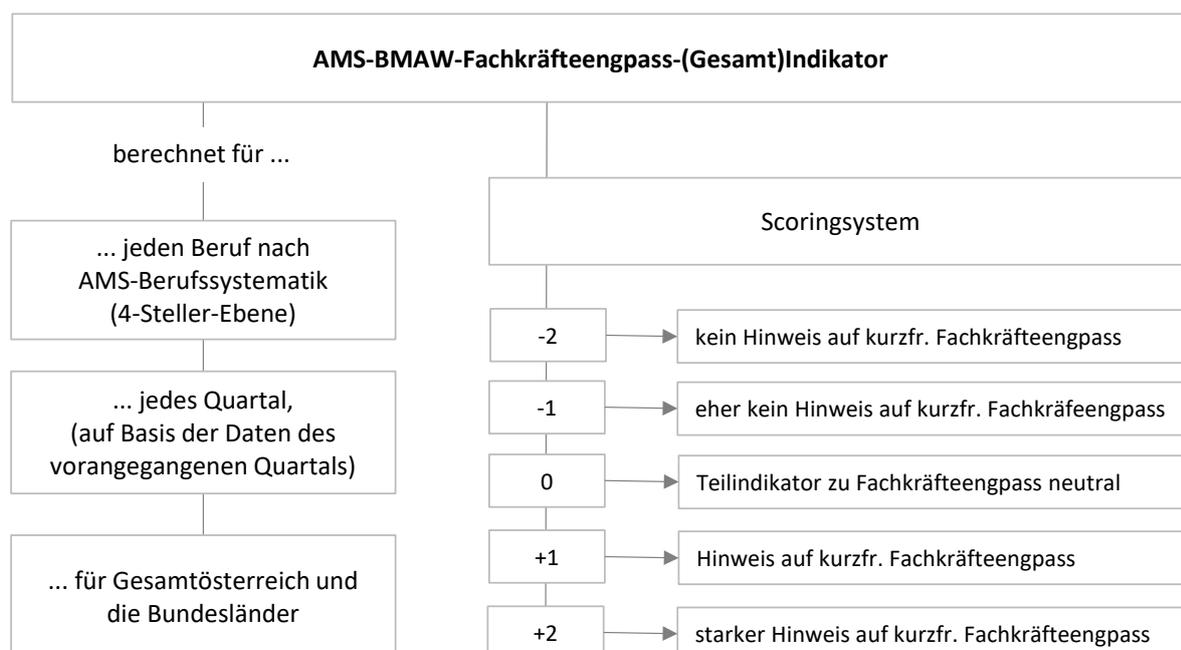 AMS-BMAW-Fachkräfteengpass-(Gesamt)Indikator
berechnet für ...
... jeden Beruf nach
AMS-Berufssystematik
(4-Steller-Ebene)
... jedes Quartal,
(auf Basis der Daten des
vorangegangenen Quartals)
... für Gesamtösterreich und
die Bundesländer
Scoringsystem
-2 kein Hinweis auf kurzfr. Fachkräfteengpass
-1 eher kein Hinweis auf kurzfr. Fachkräfeengpass
0 Teilindikator zu Fachkräfteengpass neutral
+1 Hinweis auf kurzfr. Fachkräfteengpass
+2 starker Hinweis auf kurzfr. Fachkräfteengpass